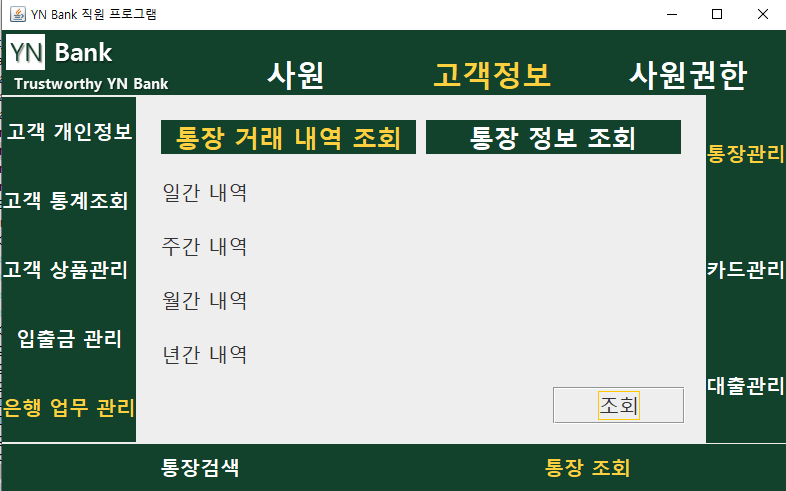 YN Bank 직원 프로그램
YN Bank
Trustworthy YN Bank
사원 고객정보 사원권한
고객 개인정보
고객 통계조회
고객 상품관리
입출금 관리
은행 업무 관리
통장 거래 내역 조회 통장 정보 조회
일간 내역
주간 내역
월간 내역
년간 내역
조회
통장관리
카드관리
대출관리
통장검색 통장 조회